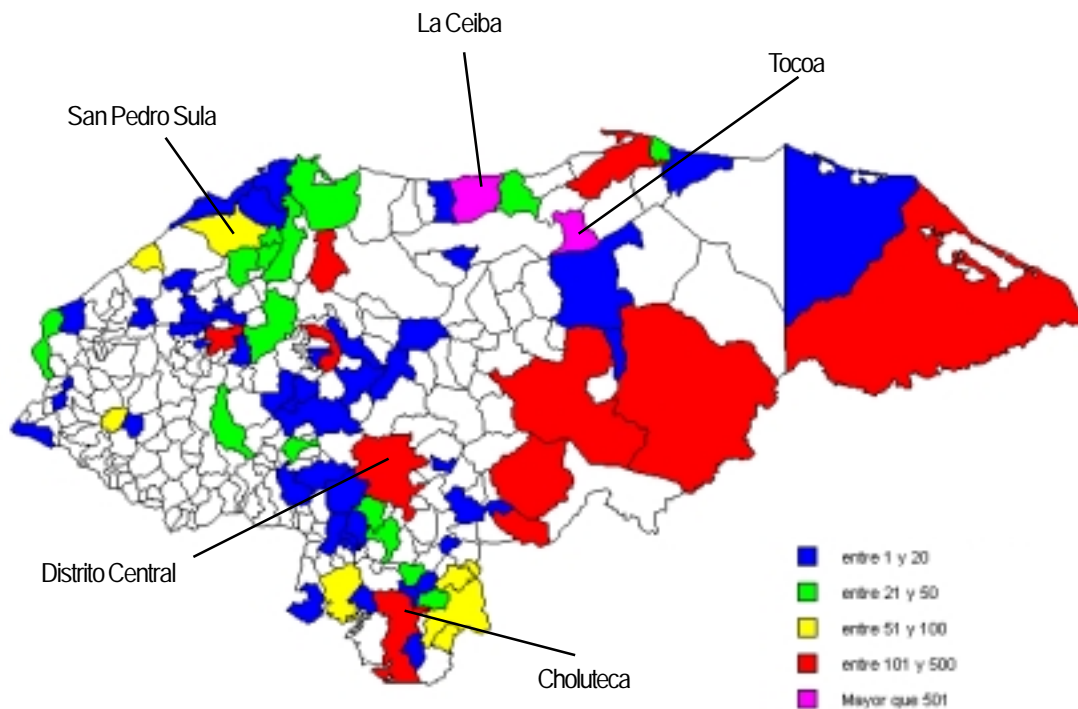 La Ceiba
Tocoa
San Pedro Sula
Distrito Central
Choluteca
entre 1 y 20
entre 21 y 50
entre 51 y 100
entre 101 y 500
Mayor que 501